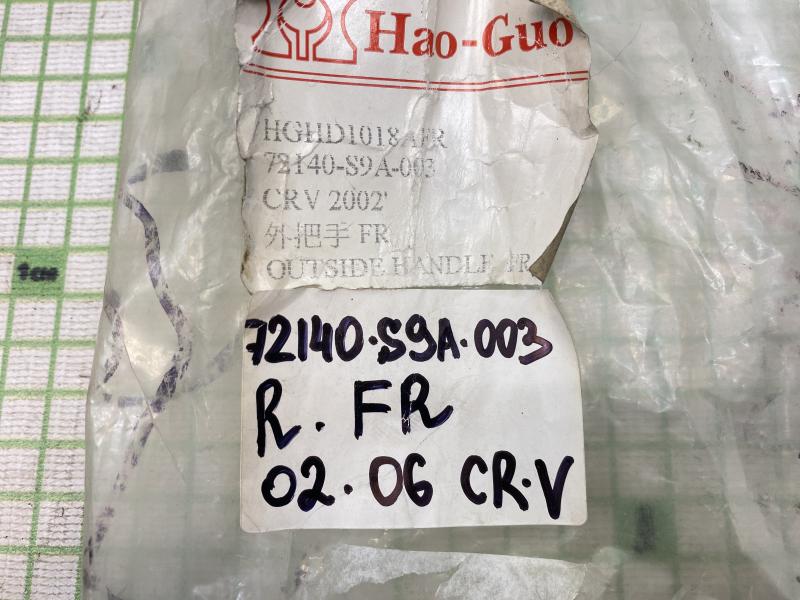 Hao-Guo
HGHD1018AFR
72140-S9A-003
CRV 2002'
外把手 FR
OUTSIDE HANDLE FR
72140·S9A·003
R. FR
02.06 CR·V